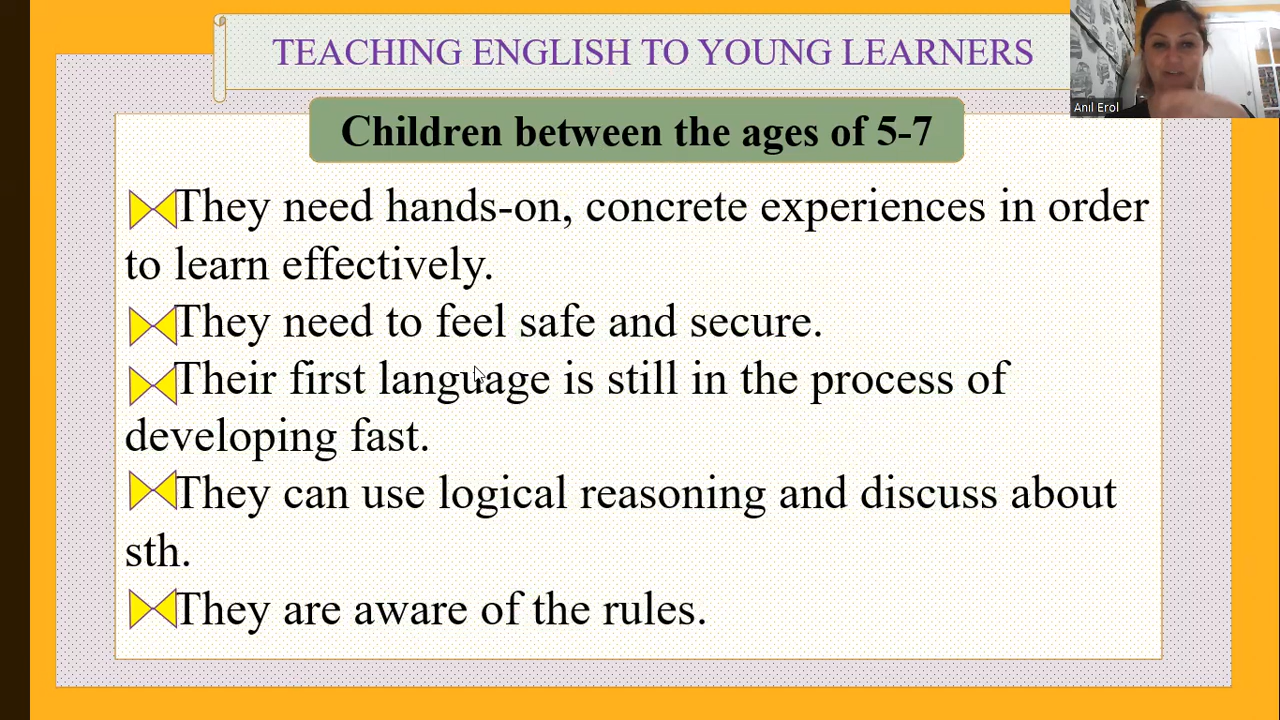 TEACHING ENGLISH TO YOUNG LEARNERS
Anıl Erol
Children between the ages of 5-7
They need hands-on, concrete experiences in order
to learn effectively.
They need to feel safe and secure.
Their first language is still in the process of
developing fast.
They can use logical reasoning and discuss about
sth.
They are aware of the rules.